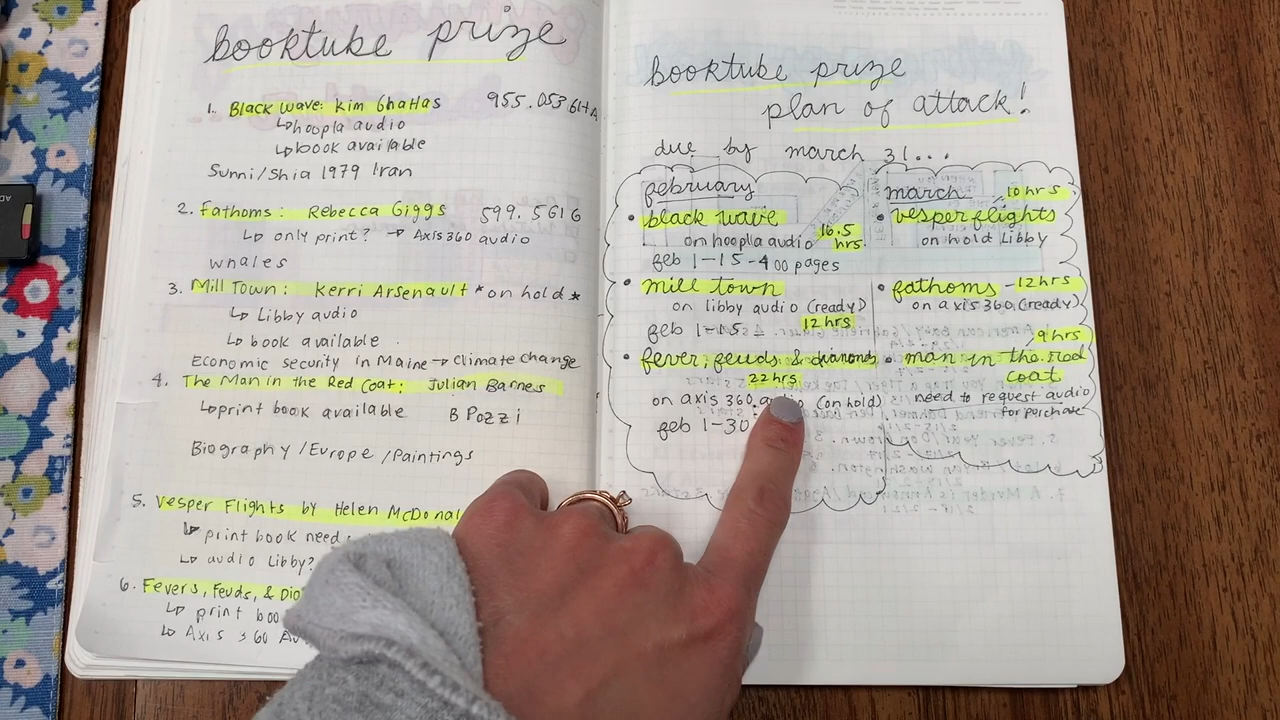 booktube prize
1. Black Wave: Kim Ghattas 955.053 GHA
↳hoopla audio
↳book available
Sunni/Shia 1979 Iran
2. Fathoms: Rebecca Giggs 599.5 GIG
↳ only print? → Axis360 audio
whales
3. Mill Town: Kerri Arsenault *on hold*
↳ Libby audio
↳ book available
Economic security in Maine → climate change
4. The Man in the Red Coat: Julian Barnes
↳print book available B Pozzi
Biography/Europe/Paintings
5. Vesper Flights by Helen McDonal
↳ print book need
↳ audio Libby?
6. Fevers, Feuds, & Dio
↳ print boo
↳ Axis 360 Au
booktube prize
plan of attack!
due by march 31...
february
• black wave
on hoopla audio 16.5 hrs
feb 1-15 - 400 pages
• mill town
on libby audio (ready)
feb 1-15 12 hrs
• fever, feuds, & diamonds
22 hrs
on axis 360 audio (on hold)
feb 1-30
march 10 hrs
• vesper flights
on hold Libby
• fathoms - 12 hrs
on axis 360 (ready)
9 hrs
• man in the red
coat
need to request audio
for purchase